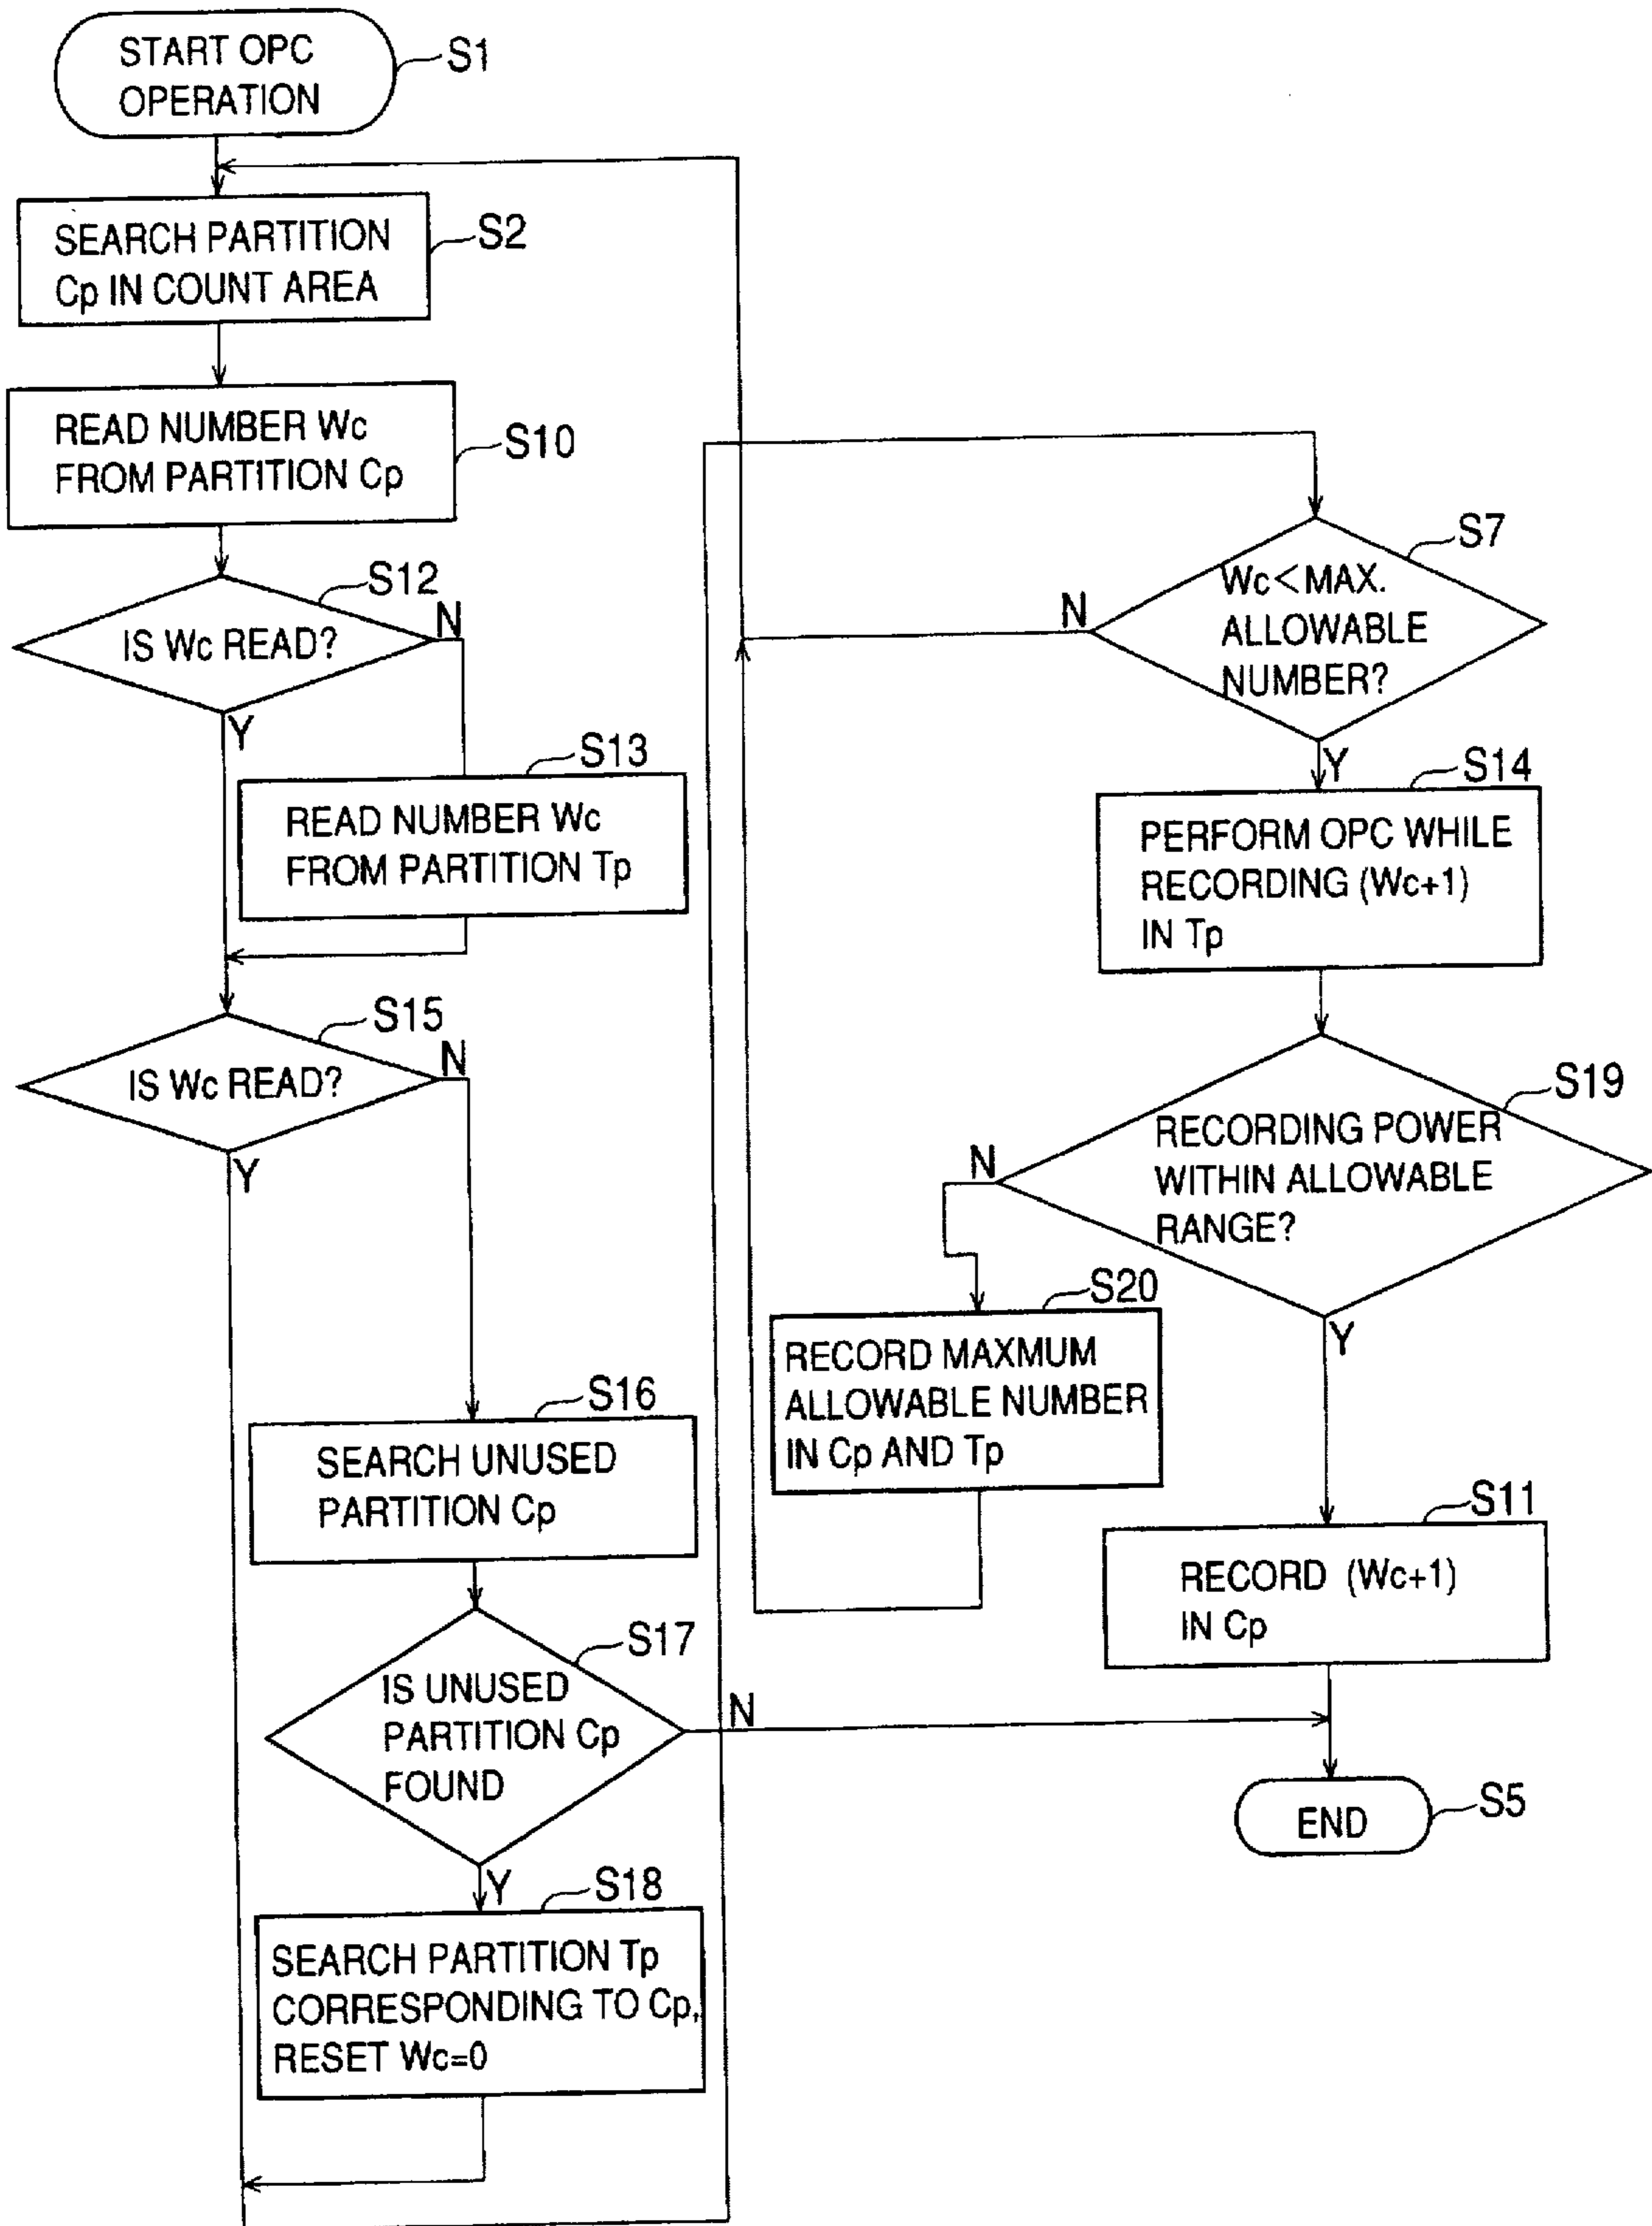 START OPC
OPERATION
S1
SEARCH PARTITION
Cp IN COUNT AREA
S2
READ NUMBER Wc
FROM PARTITION Cp
S10
S12
IS Wc READ?
N
Y
S13
READ NUMBER Wc
FROM PARTITION Tp
S15
IS Wc READ?
N
Y
S16
SEARCH UNUSED
PARTITION Cp
S17
IS UNUSED
PARTITION Cp
FOUND
N
Y
S18
SEARCH PARTITION Tp
CORRESPONDING TO Cp,
RESET Wc=0
S7
Wc<MAX.
ALLOWABLE
NUMBER?
N
Y
S14
PERFORM OPC WHILE
RECORDING (Wc+1)
IN Tp
S19
RECORDING POWER
WITHIN ALLOWABLE
RANGE?
N
Y
S20
RECORD MAXMUM
ALLOWABLE NUMBER
IN Cp AND Tp
S11
RECORD (Wc+1)
IN Cp
END
S5